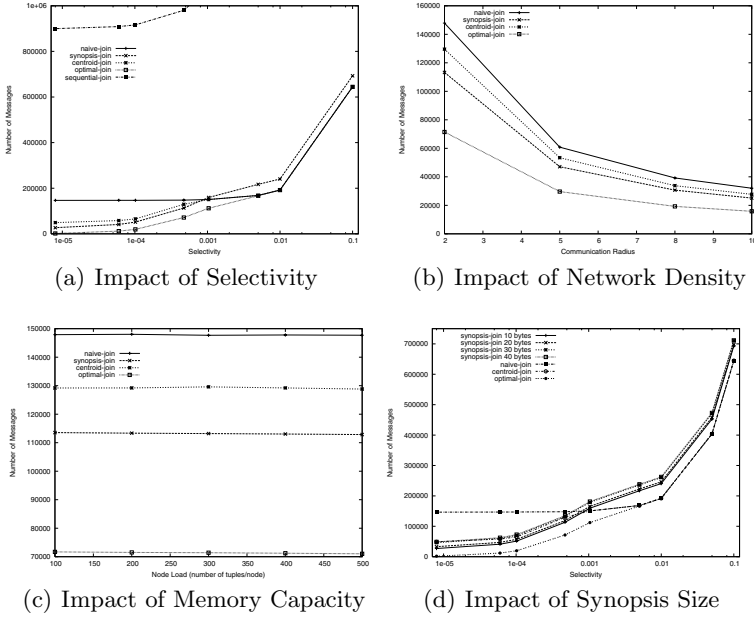 1e+06
800000
600000
400000
200000
0
Number of Messages
naive-join
synopsis-join
centroid-join
optimal-join
sequential-join
1e-05 1e-04 0.001 0.01 0.1
Selectivity
(a) Impact of Selectivity
160000
140000
120000
100000
80000
60000
40000
20000
0
Number of Messages
naive-join
synopsis-join
centroid-join
optimal-join
2 3 4 5 6 7 8 9 10
Communication Radius
(b) Impact of Network Density
150000
140000
130000
120000
110000
100000
90000
80000
70000
Number of Messages
naive-join
synopsis-join
centroid-join
optimal-join
100 150 200 250 300 350 400 450 500
Node Load (number of tuples/node)
(c) Impact of Memory Capacity
700000
600000
500000
400000
300000
200000
100000
0
Number of Messages
synopsis-join 10 bytes
synopsis-join 20 bytes
synopsis-join 30 bytes
synopsis-join 40 bytes
naive-join
centroid-join
optimal-join
1e-05 1e-04 0.001 0.01 0.1
Selectivity
(d) Impact of Synopsis Size